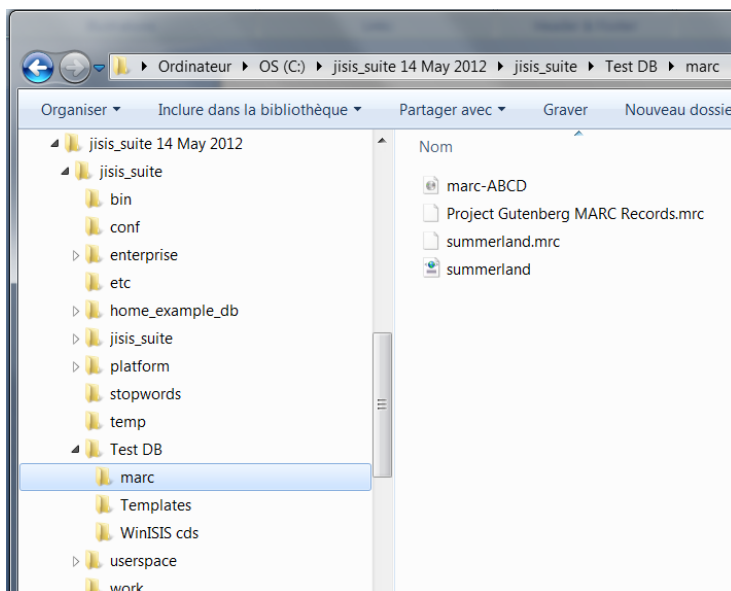 Ordinateur OS (C:) jisis_suite 14 May 2012 jisis_suite Test DB marc
Organiser Inclure dans la bibliothèque Partager avec Graver Nouveau dossie
jisis_suite 14 May 2012
jisis_suite
bin
conf
enterprise
etc
home_example_db
jisis_suite
platform
stopwords
temp
Test DB
marc
Templates
WinISIS cds
userspace
work
Nom
marc-ABCD
Project Gutenberg MARC Records.mrc
summerland.mrc
summerland